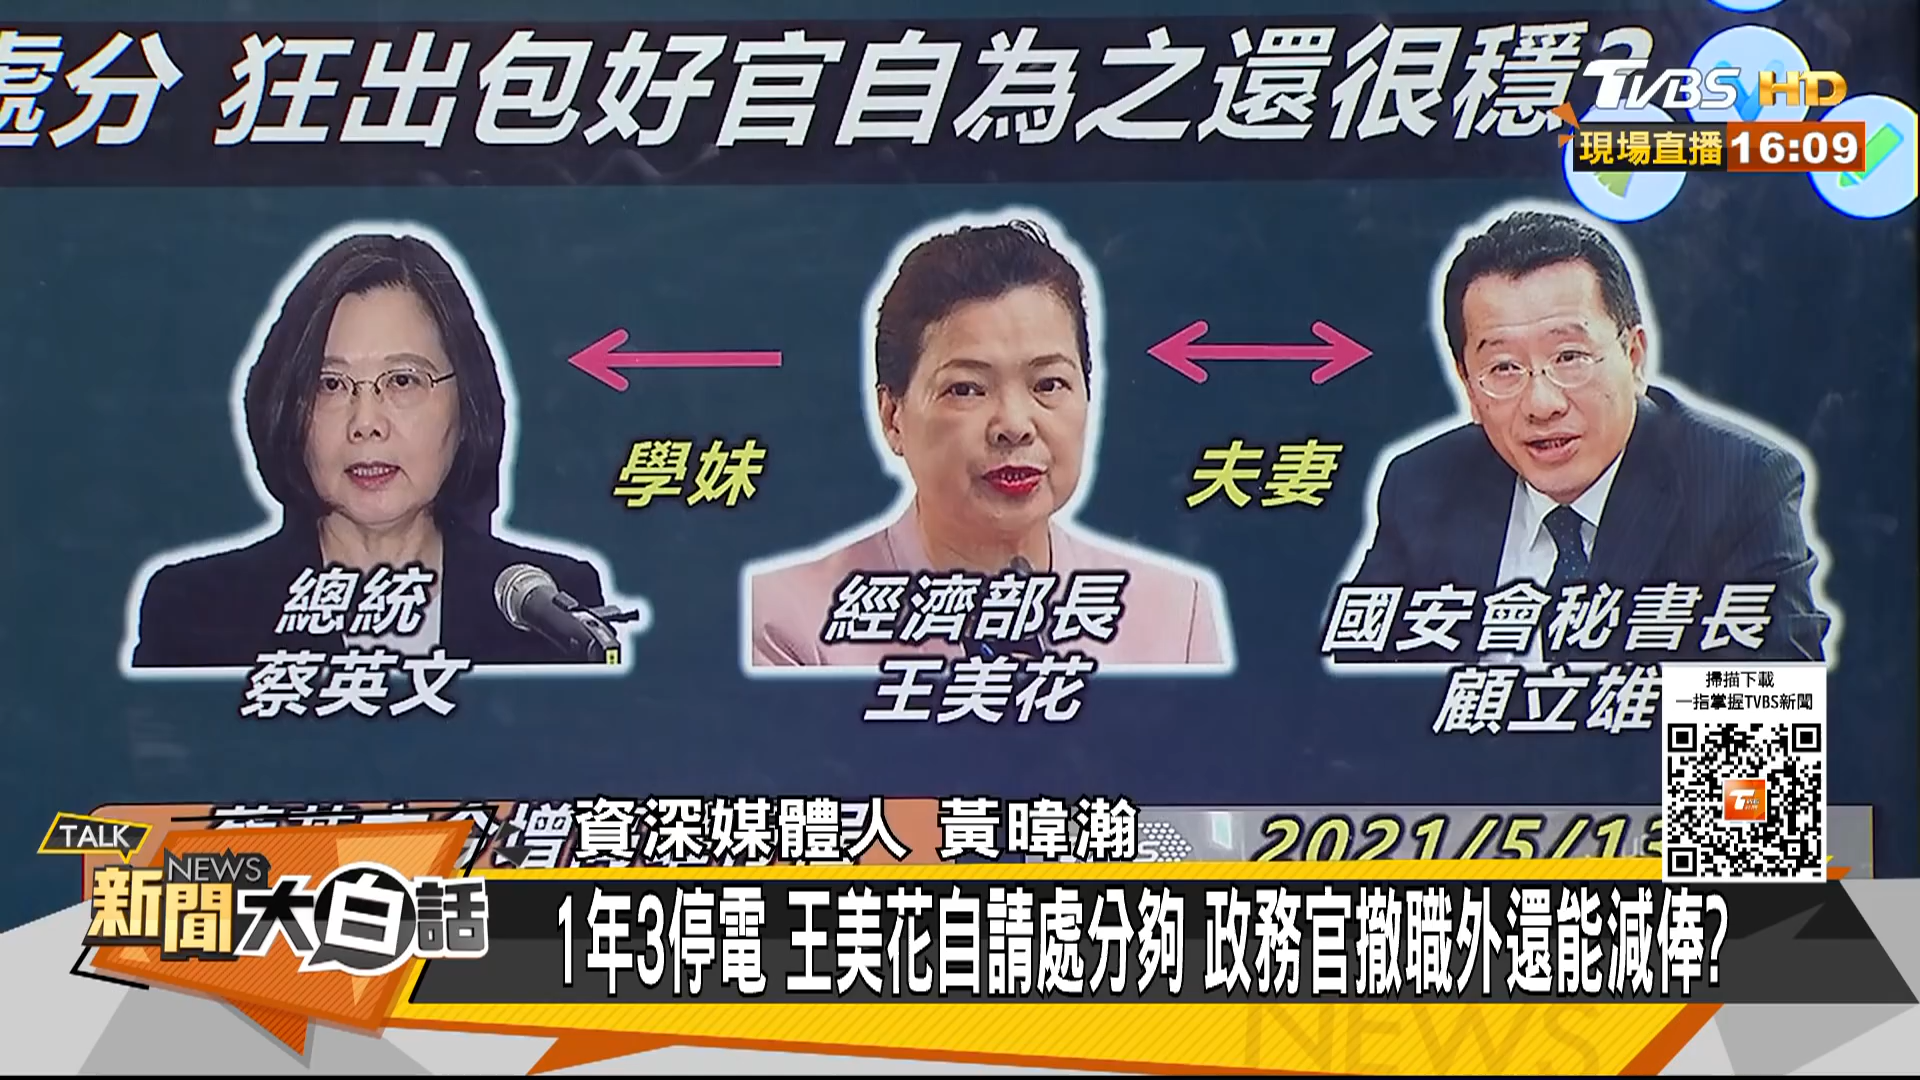 處分 狂出包好官自為之還很穩?
TVBS HD
現場直播 16:09
學妹
夫妻
總統
蔡英文
經濟部長
王美花
國安會秘書長
顧立雄
掃描下載
一指掌握TVBS新聞
資深媒體人 黃暐瀚
2021/5/13
TALK
NEWS
新聞大白話
1年3停電 王美花自請處分夠 政務官撤職外還能減俸?
NEWS